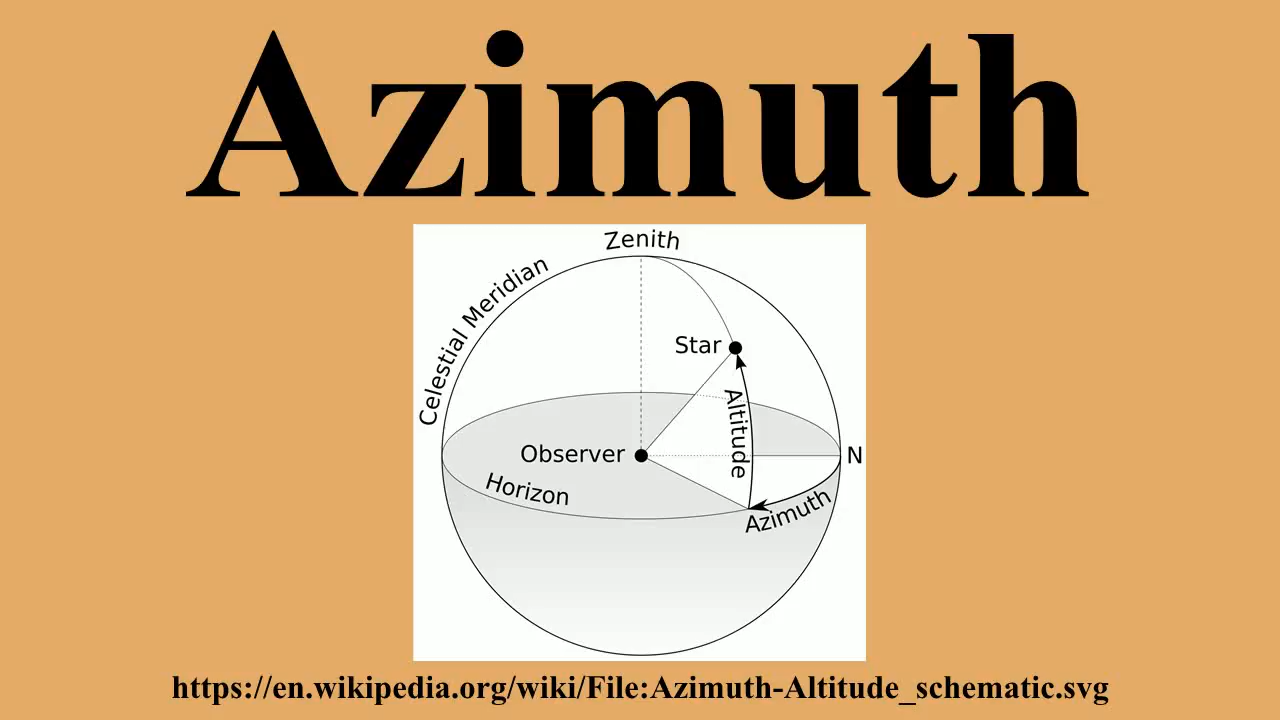 Azimuth
Zenith
Celestial Meridian
Star
Altitude
Observer
N
Horizon
Azimuth
https://en.wikipedia.org/wiki/File:Azimuth-Altitude_schematic.svg